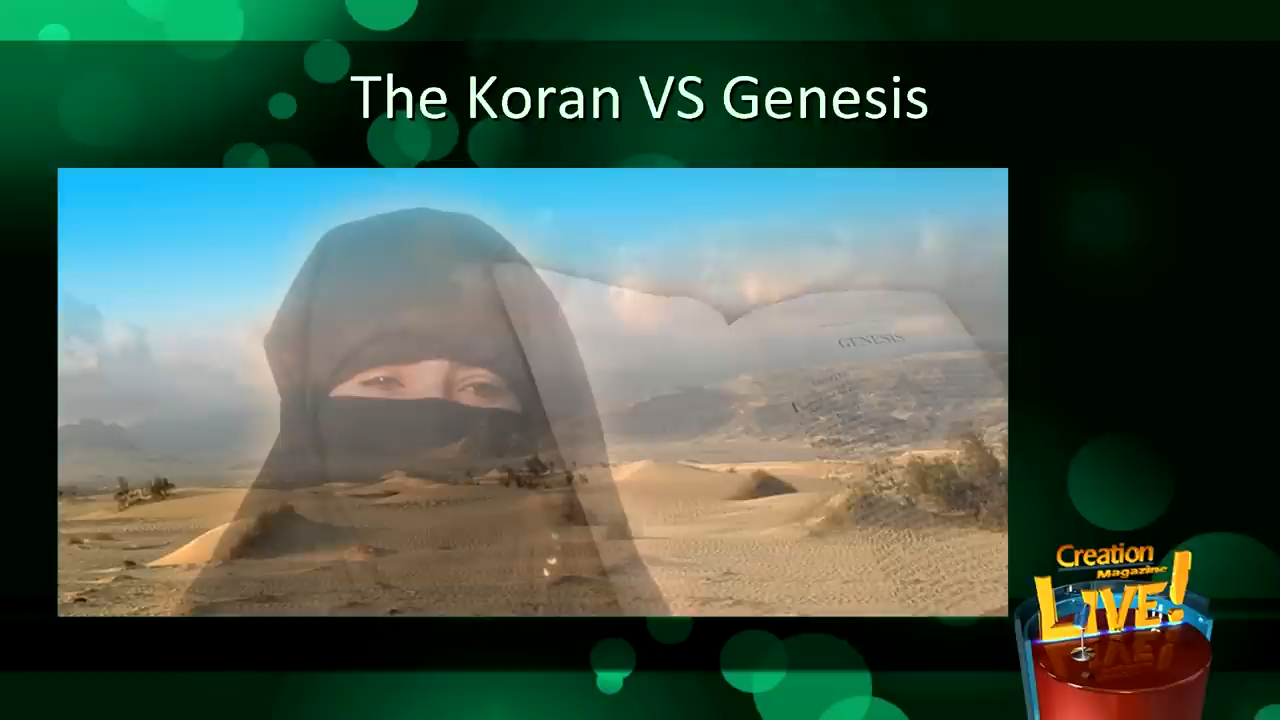 The Koran VS Genesis
GENESIS
Creation
Magazine
LIVE!